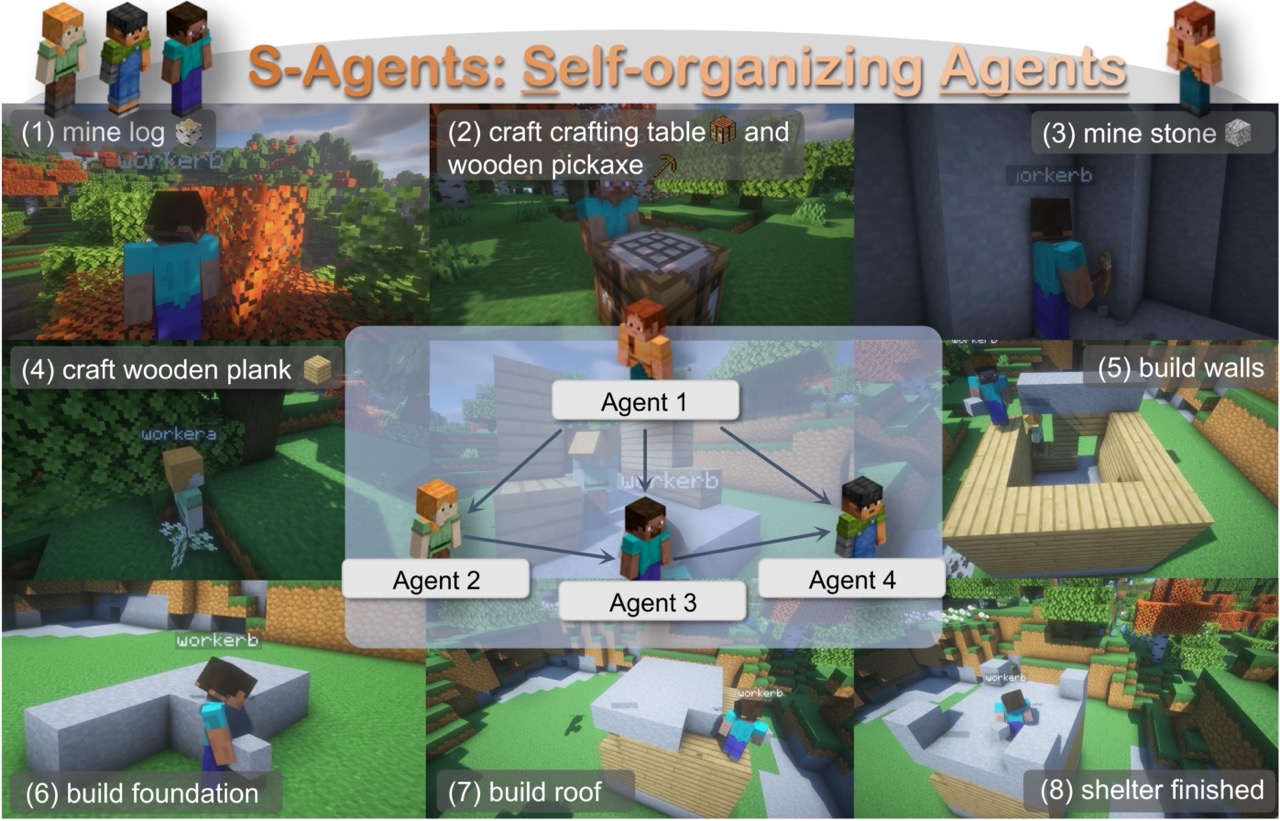 S-Agents: Self-organizing Agents
(1) mine log
workerb
(2) craft crafting table and
wooden pickaxe
(3) mine stone
orkerb
(4) craft wooden plank
workera
Agent 1
workerb
Agent 2
Agent 3
Agent 4
workerb
(5) build walls
workerb
(6) build foundation
workerb
(7) build roof
workerb
(8) shelter finished